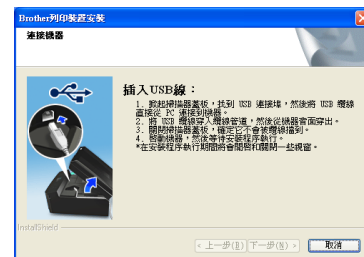 Brother列印裝置安裝
連接機器
插入USB線：
1. 掀起掃描器蓋板，找到 USB 連接埠，然後將 USB 纜線
直接從 PC 連接到機器。
2. 將 USB 纜線穿入纜線管道，然後從機器背面穿出。
3. 關閉掃描器蓋板，確定它不會被纜線擋到。
4. 啟動機器，然後等待安裝程序執行。
*在安裝程序執行期間將會開啓和關閉一些視窗。
InstallShield
< 上一步(B)
下一步(N) >
取消